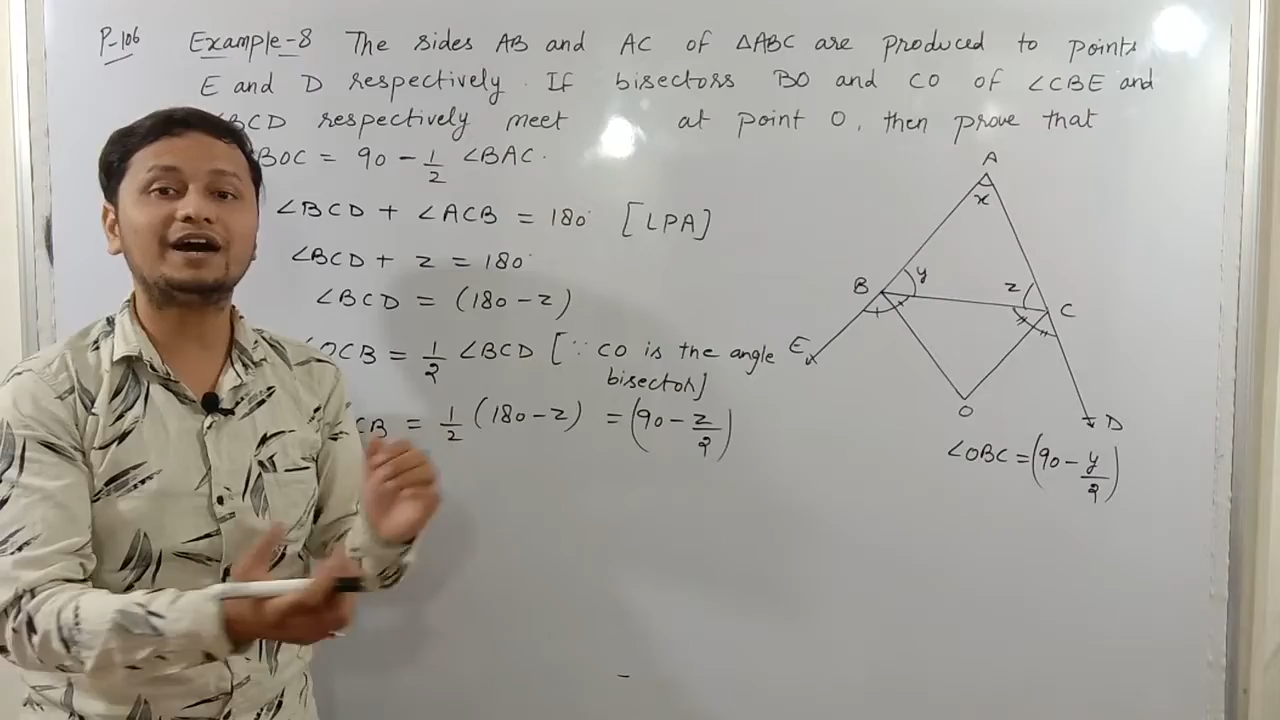 P-106 Example-8 The sides AB and AC of △ABC are produced to points
E and D respectively. If bisectors BO and CO of ∠CBE and
∠BCD respectively meet at point O, then prove that
BOC = 90 - 1/2 ∠BAC.
∠BCD + ∠ACB = 180° [LPA]
∠BCD + z = 180°
∠BCD = (180 - z)
∠OCB = 1/2 ∠BCD [∵ CO is the angle
bisector]
CB = 1/2 (180 - z) = (90 - z/2)
A
x
B
y
z
C
E
O
D
∠OBC = (90 - y/2)